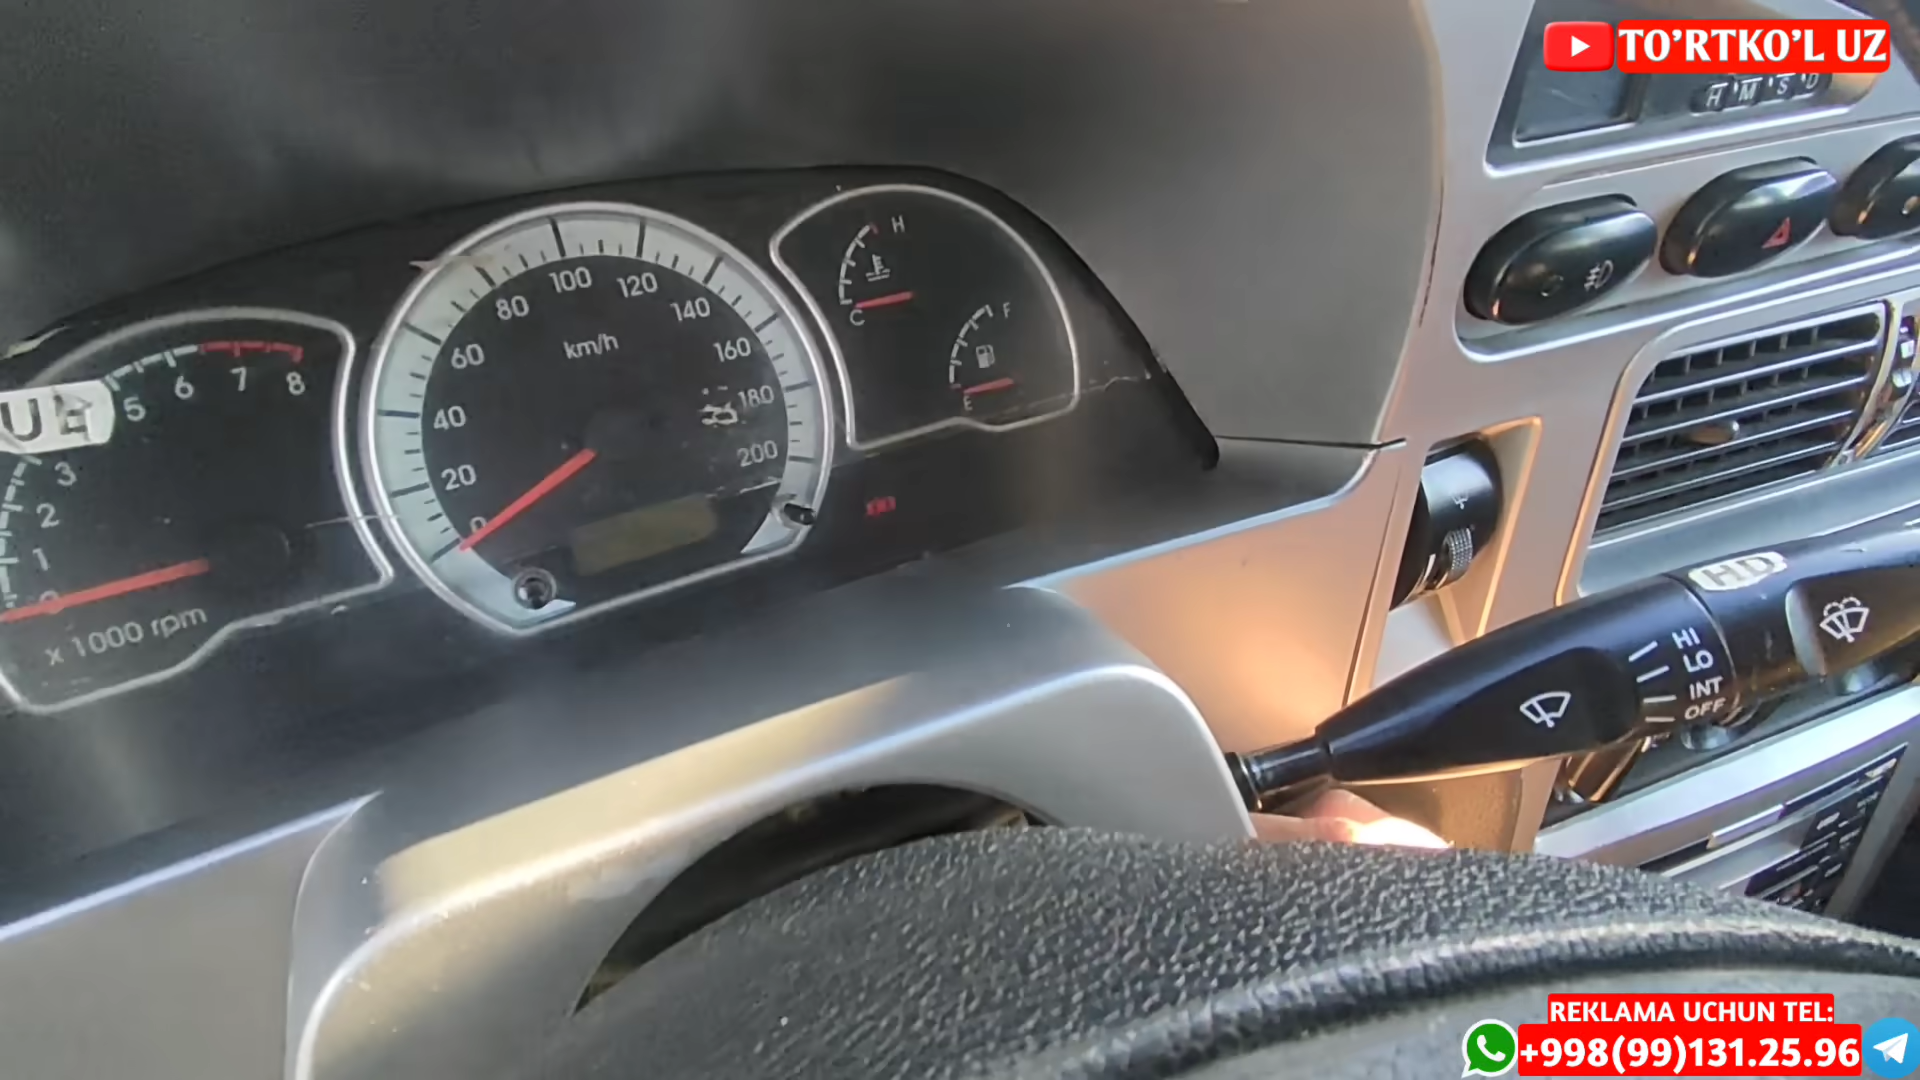 TO’RTKO’L UZ
H M S D
H
C
F
E
80 100 120
60 140
km/h
160
40 180
20 200
0
5 6 7 8
3
2
1
0
x 1000 rpm
HD
HI
LO
INT
OFF
REKLAMA UCHUN TEL:
+998(99)131.25.96